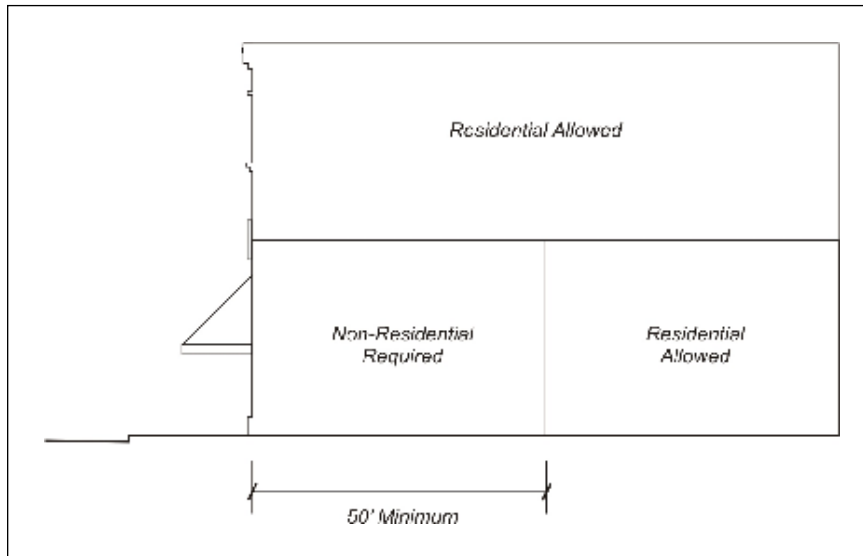 Residential Allowed
Non-Residential
Required
Residential
Allowed
50' Minimum